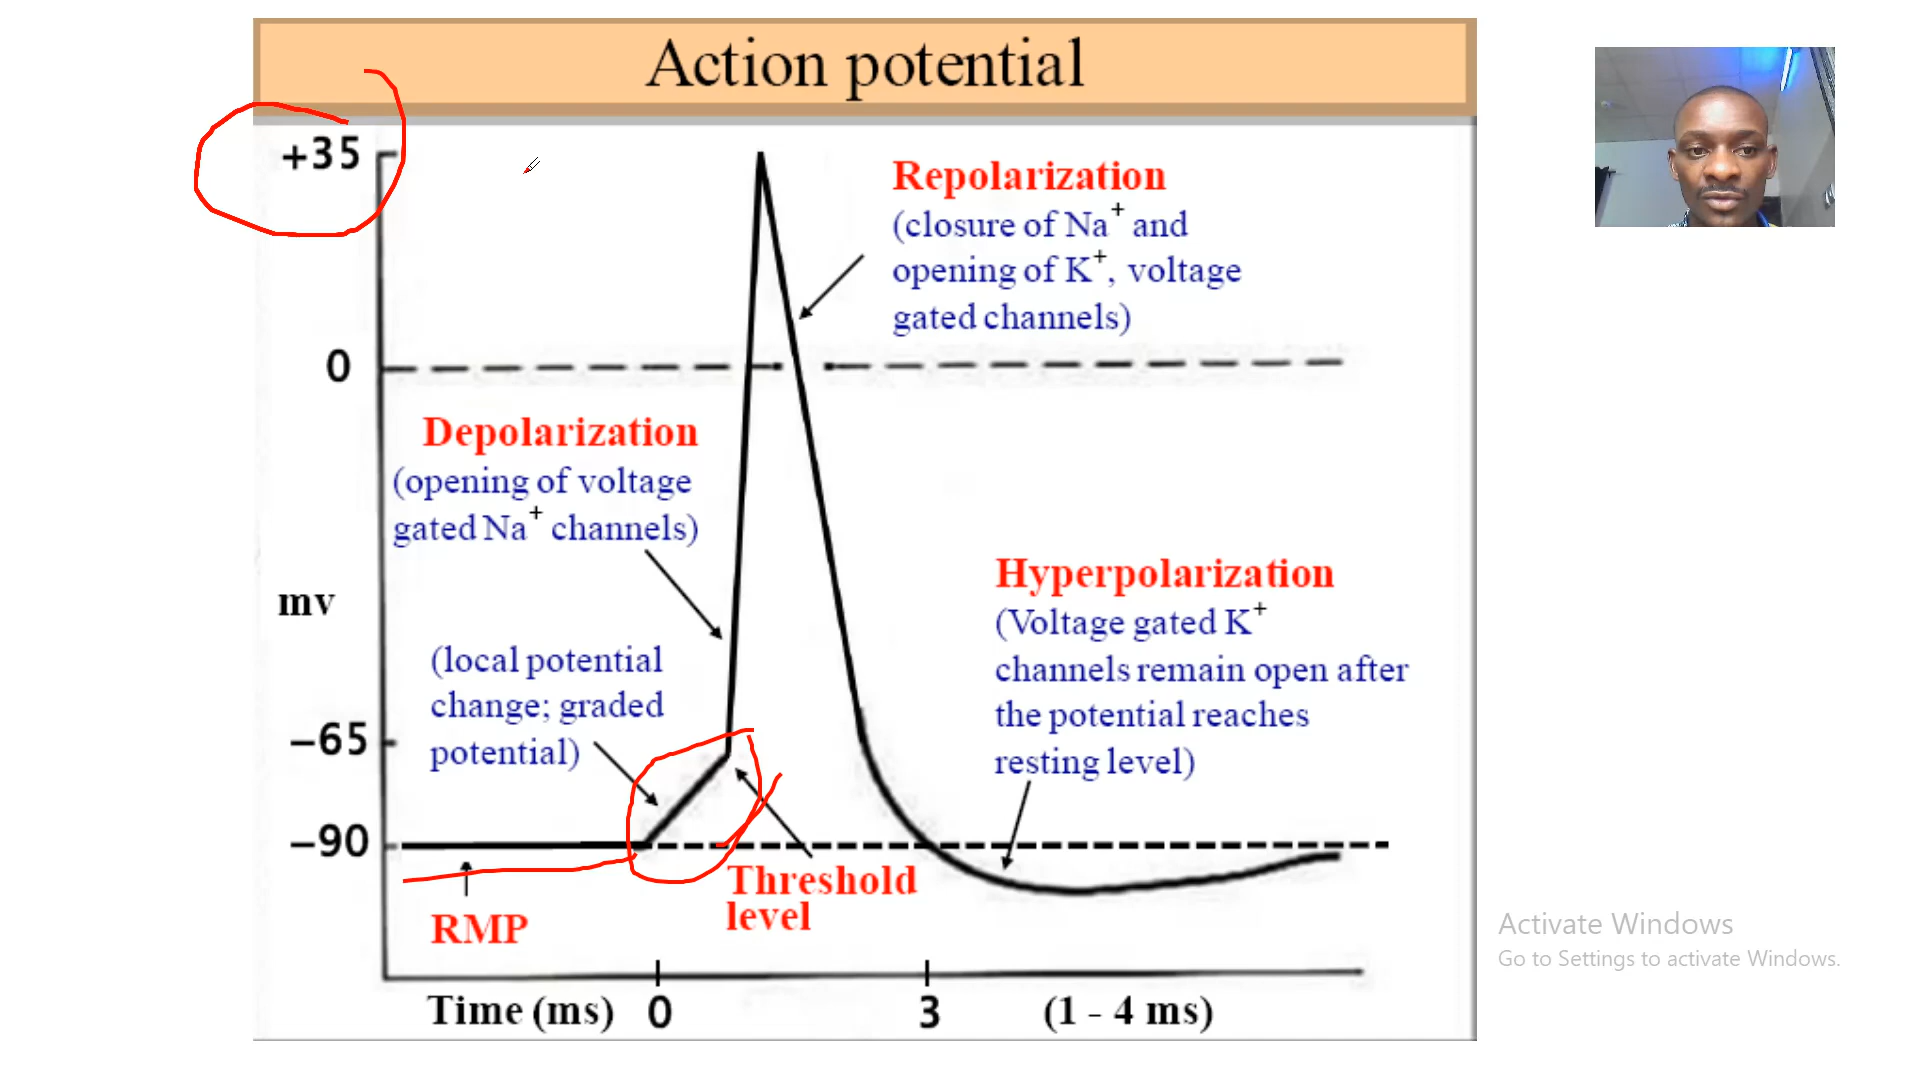 Action potential
+35
Repolarization
(closure of Na+ and
opening of K+, voltage
gated channels)
0
Depolarization
(opening of voltage
gated Na+ channels)
Hyperpolarization
(Voltage gated K+
channels remain open after
the potential reaches
resting level)
mv
(local potential
change; graded
potential)
−65
−90
Threshold
level
RMP
Time (ms) 0 3 (1 - 4 ms)
Activate Windows
Go to Settings to activate Windows.